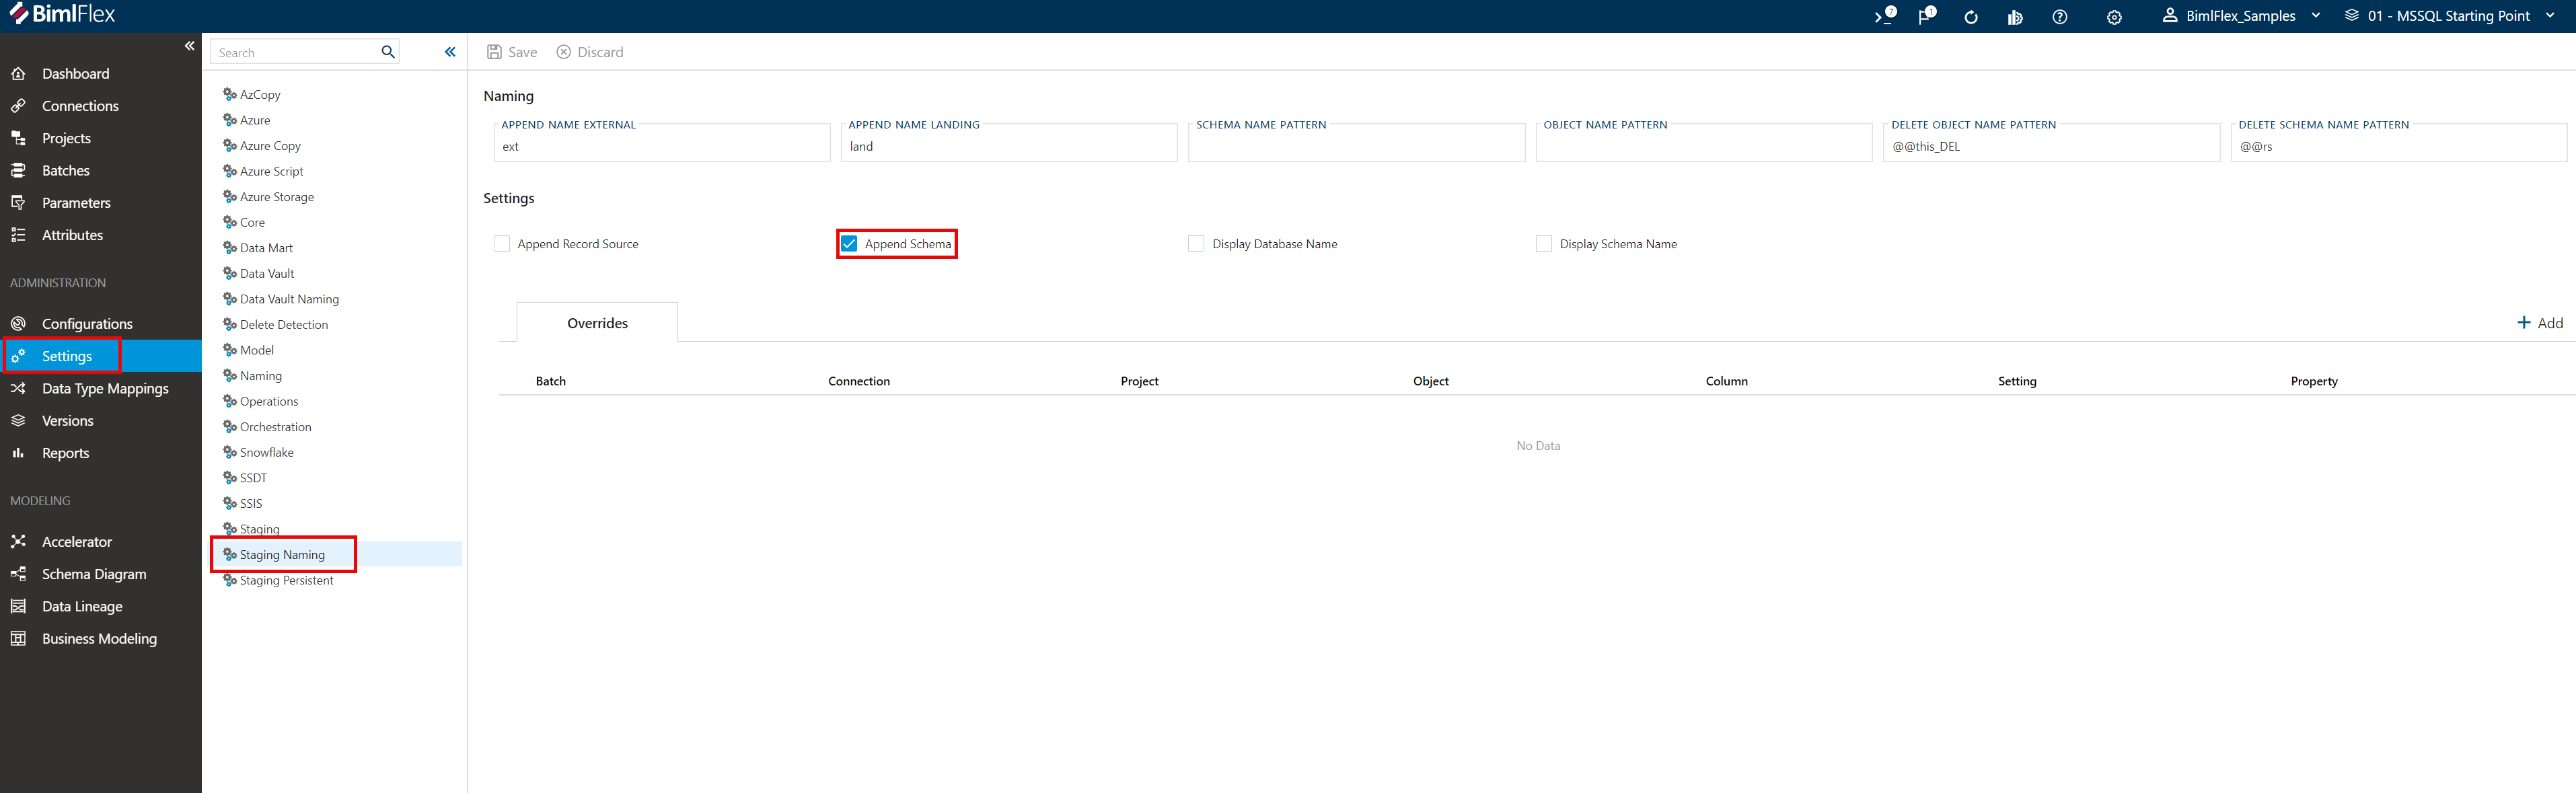 BimlFlex
7
1
BimlFlex_Samples
01 - MSSQL Starting Point
Dashboard
Connections
Projects
Batches
Parameters
Attributes
ADMINISTRATION
Configurations
Settings
Data Type Mappings
Versions
Reports
MODELING
Accelerator
Schema Diagram
Data Lineage
Business Modeling
Search
AzCopy
Azure
Azure Copy
Azure Script
Azure Storage
Core
Data Mart
Data Vault
Data Vault Naming
Delete Detection
Model
Naming
Operations
Orchestration
Snowflake
SSDT
SSIS
Staging
Staging Naming
Staging Persistent
Save Discard
Naming
APPEND NAME EXTERNAL
ext
APPEND NAME LANDING
land
SCHEMA NAME PATTERN
OBJECT NAME PATTERN
DELETE OBJECT NAME PATTERN
@@this_DEL
DELETE SCHEMA NAME PATTERN
@@rs
Settings
Append Record Source Append Schema Display Database Name Display Schema Name
Overrides
Add
Batch Connection Project Object Column Setting Property
No Data